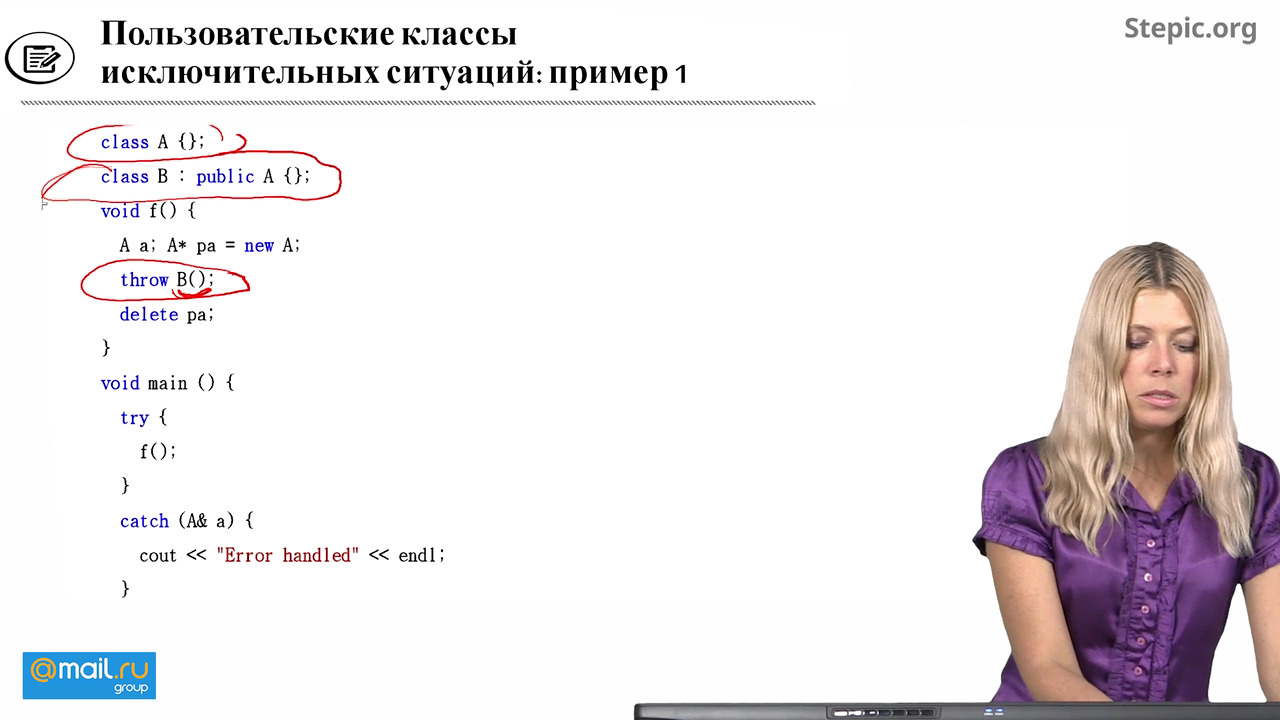 Пользовательские классы
исключительных ситуаций: пример 1
Stepic.org
class A {};
class B : public A {};
void f() {
A a; A* pa = new A;
throw B();
delete pa;
}
void main () {
try {
f();
}
catch (A& a) {
cout << "Error handled" << endl;
}
@mail.ru
group